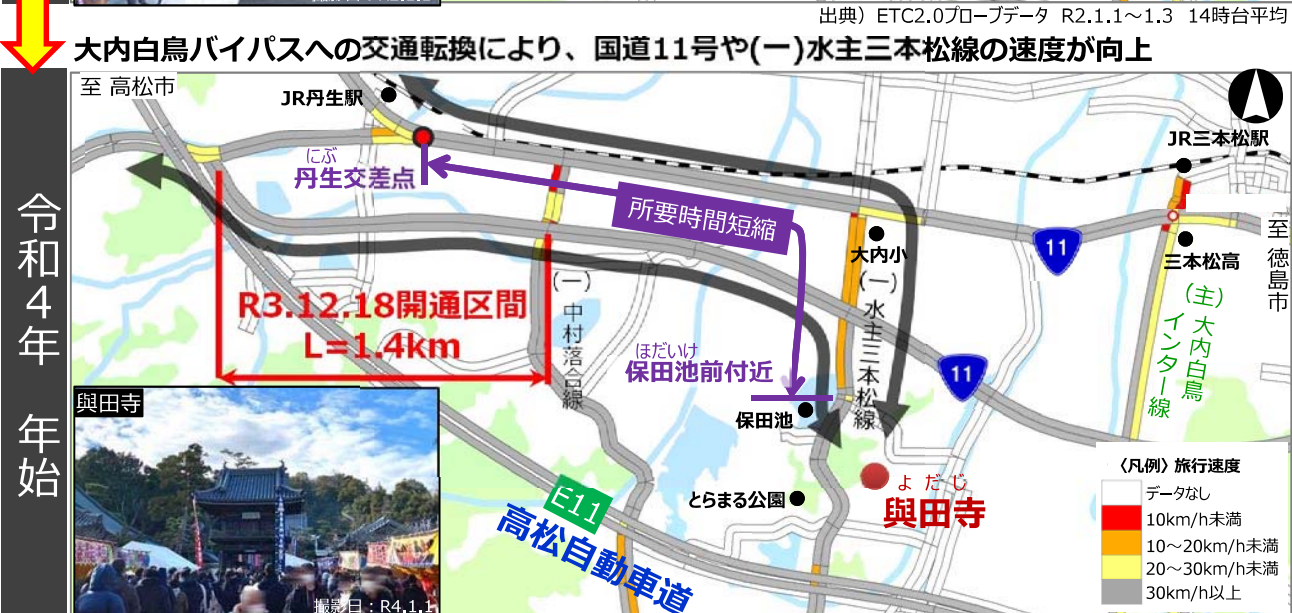 出典）ETC2.0プローブデータ R2.1.1～1.3 14時台平均
大内白鳥バイパスへの交通転換により、国道11号や(一)水主三本松線の速度が向上
令和4年 年始
至 高松市
JR丹生駅
JR三本松駅
にぶ
丹生交差点
所要時間短縮
11
大内小
三本松高
至 徳島市
(一)中村落合線
(一)水主三本松線
(主)大内白鳥インター線
R3.12.18開通区間
L=1.4km
ほだいけ
保田池前付近
11
保田池
與田寺
撮影日：R4.1.1
とらまる公園
よだじ
與田寺
E11
高松自動車道
〈凡例〉旅行速度
データなし
10km/h未満
10～20km/h未満
20～30km/h未満
30km/h以上